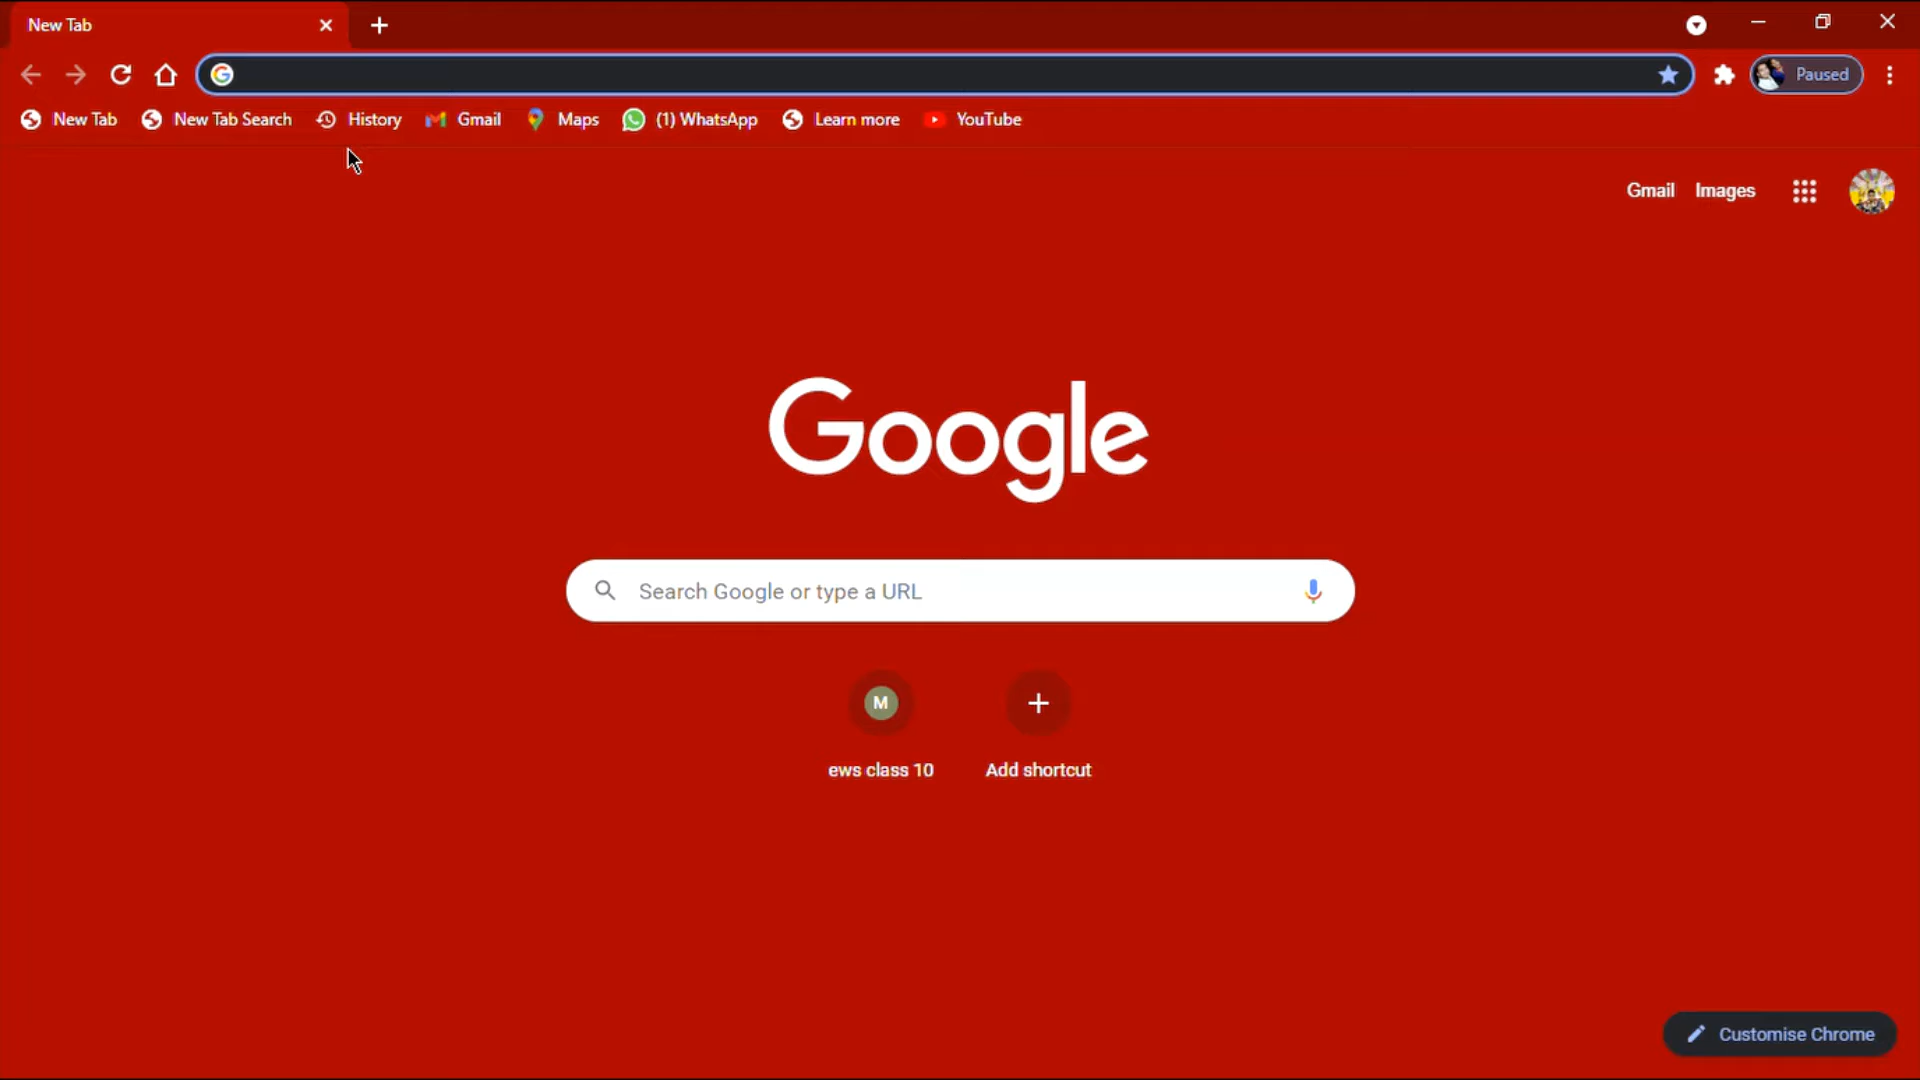 New Tab
Paused
New Tab New Tab Search History Gmail Maps (1) WhatsApp Learn more YouTube
Gmail Images
Google
Search Google or type a URL
M
ews class 10 Add shortcut
Customise Chrome